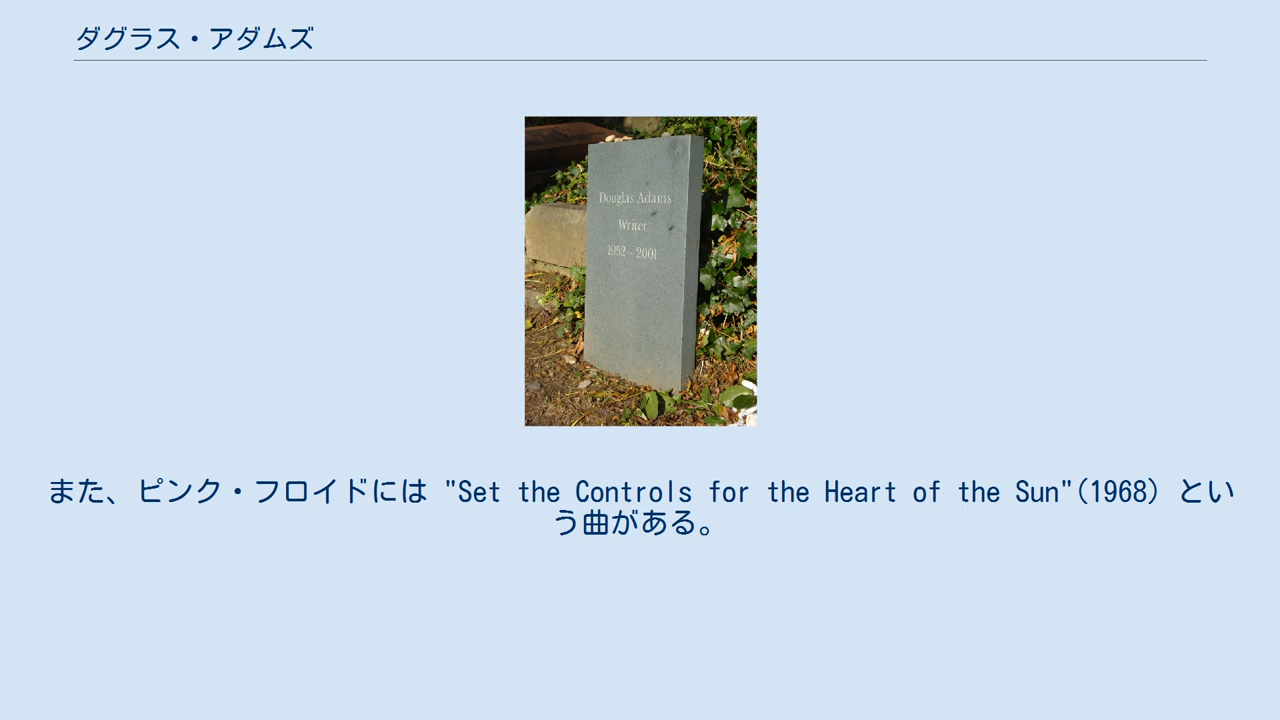 ダグラス・アダムズ
Douglas Adams
Writer
1952 - 2001
また、ピンク・フロイドには "Set the Controls for the Heart of the Sun"(1968) とい
う曲がある。